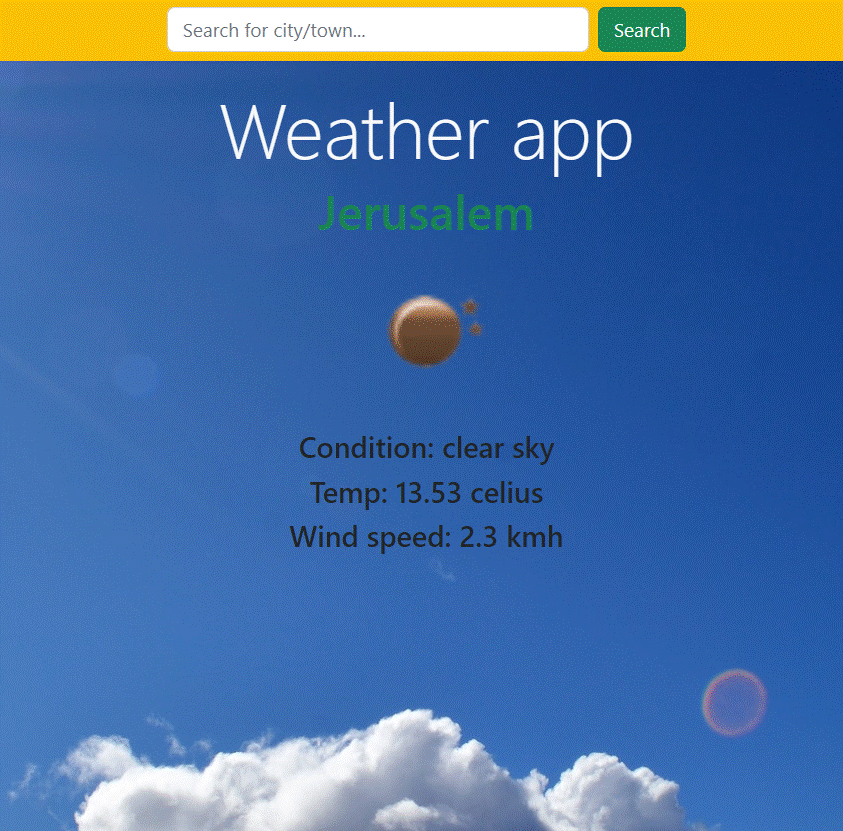 Search for city/town...
Search
Weather app
Jerusalem
Condition: clear sky
Temp: 13.53 celius
Wind speed: 2.3 kmh